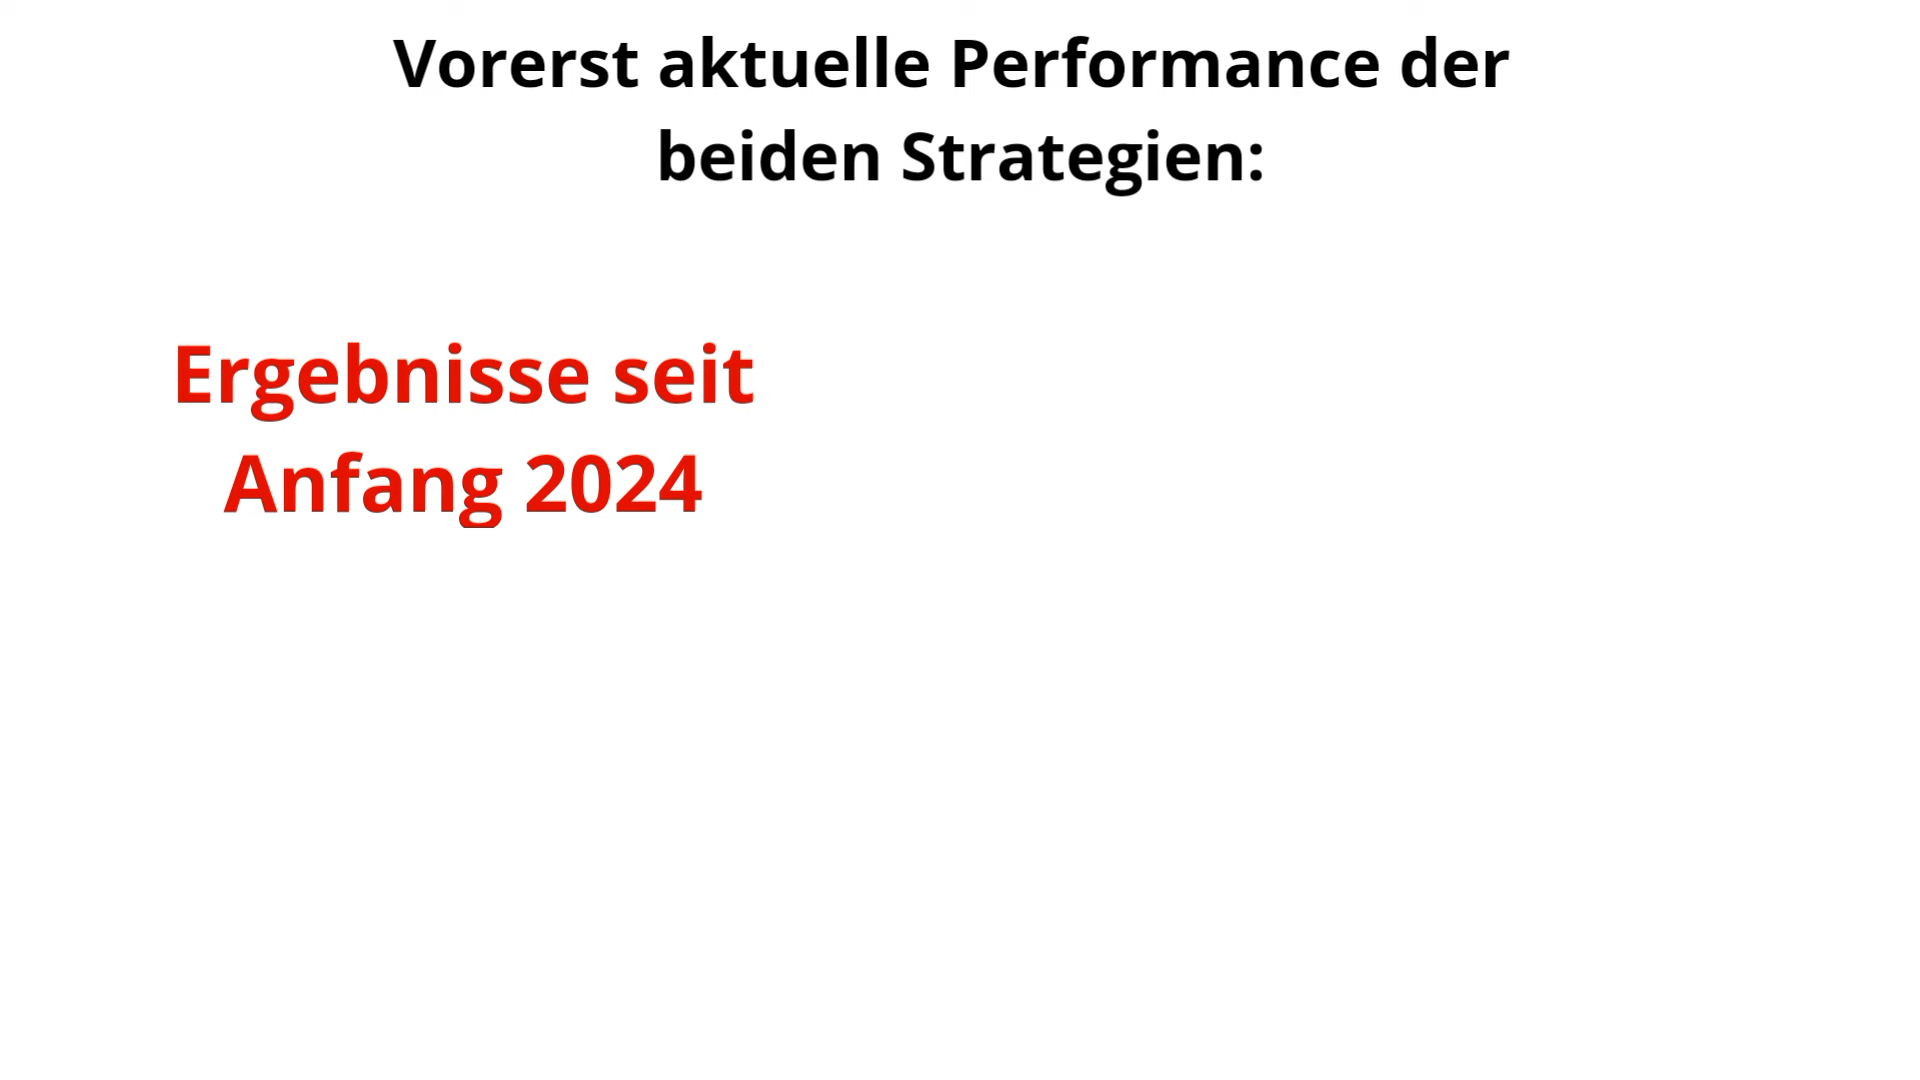 Vorerst aktuelle Performance der
beiden Strategien:
Ergebnisse seit
Anfang 2024